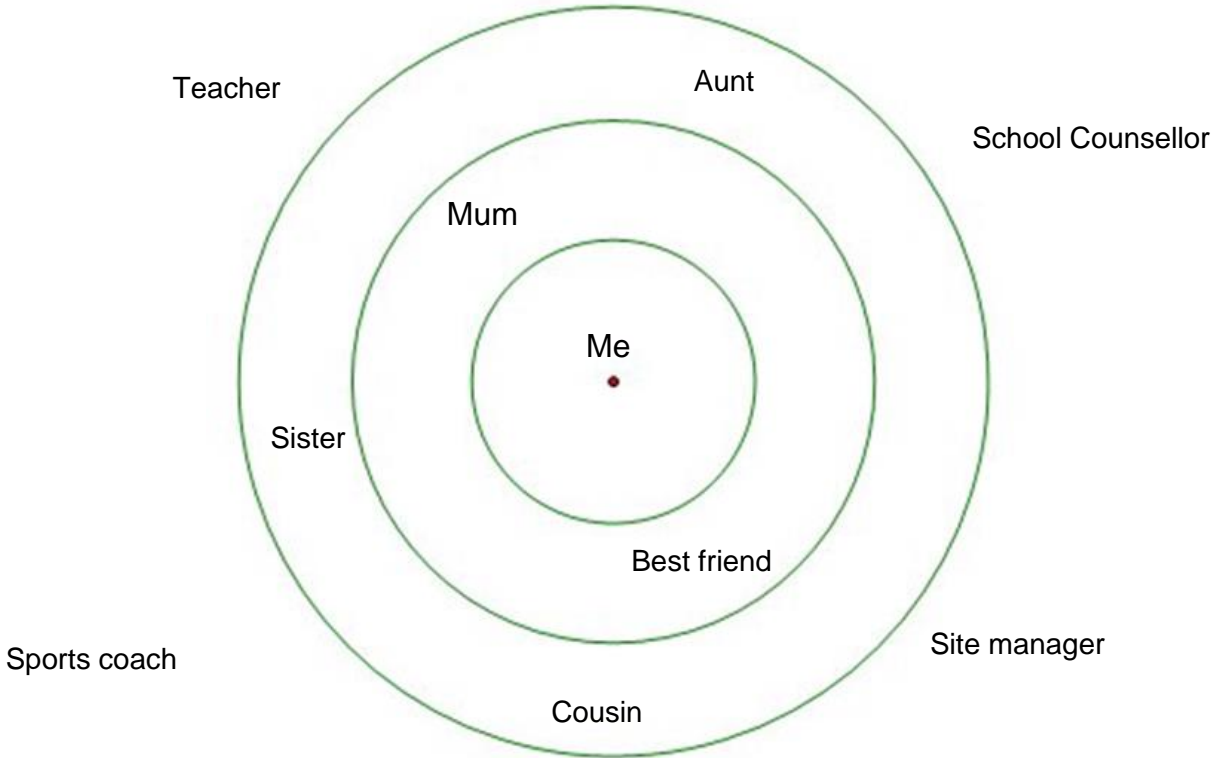 Aunt
Teacher
School Counsellor
Mum
Me
Sister
Best friend
Site manager
Sports coach
Cousin